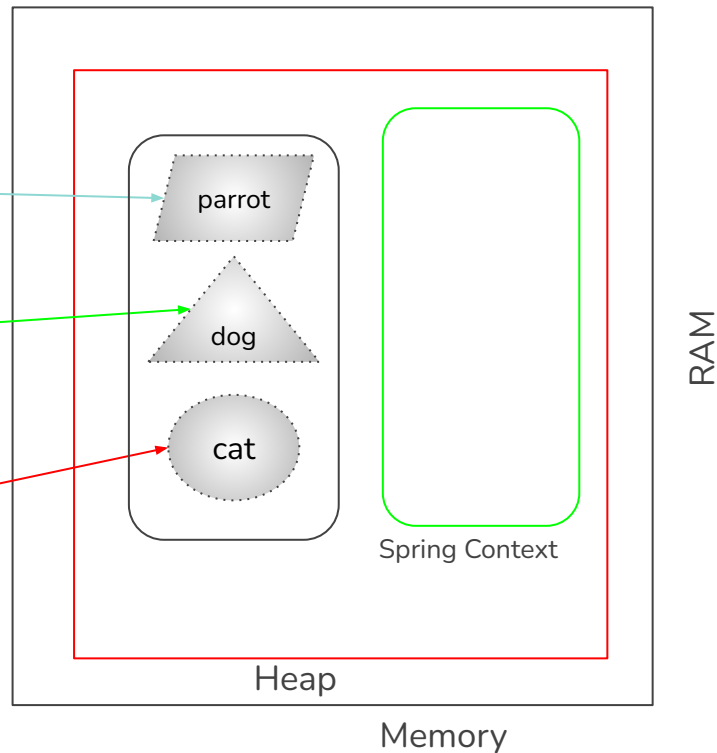 parrot
dog
cat
Spring Context
Heap
Memory
RAM